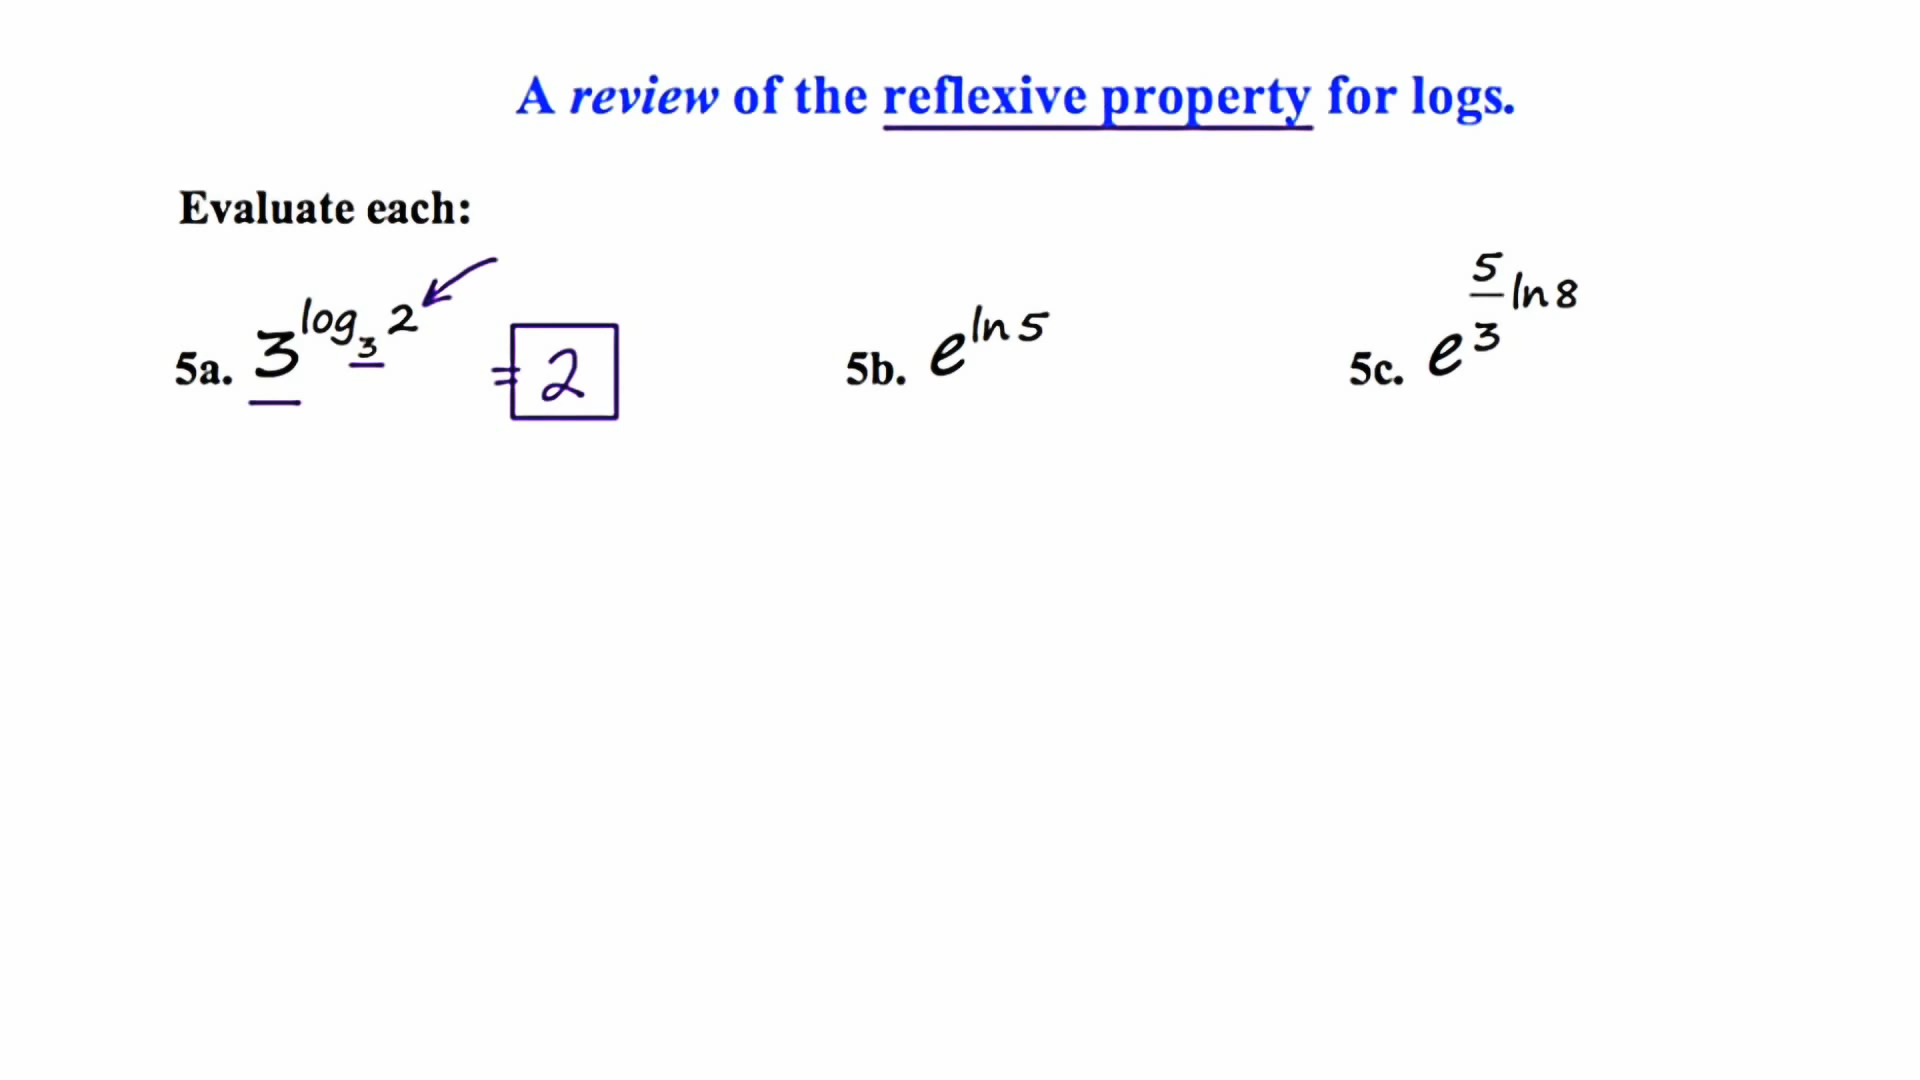 A review of the reflexive property for logs.
Evaluate each:
5a. 3^{log_3 2} = 2
5b. e^{ln 5}
5c. e^{\frac{5}{3} ln 8}